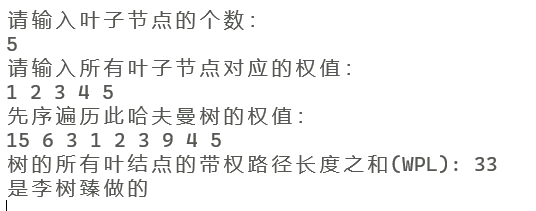 请输入叶子节点的个数：
5
请输入所有叶子节点对应的权值：
1 2 3 4 5
先序遍历此哈夫曼树的权值：
15 6 3 1 2 3 9 4 5
树的所有叶结点的带权路径长度之和(WPL): 33
是李树臻做的